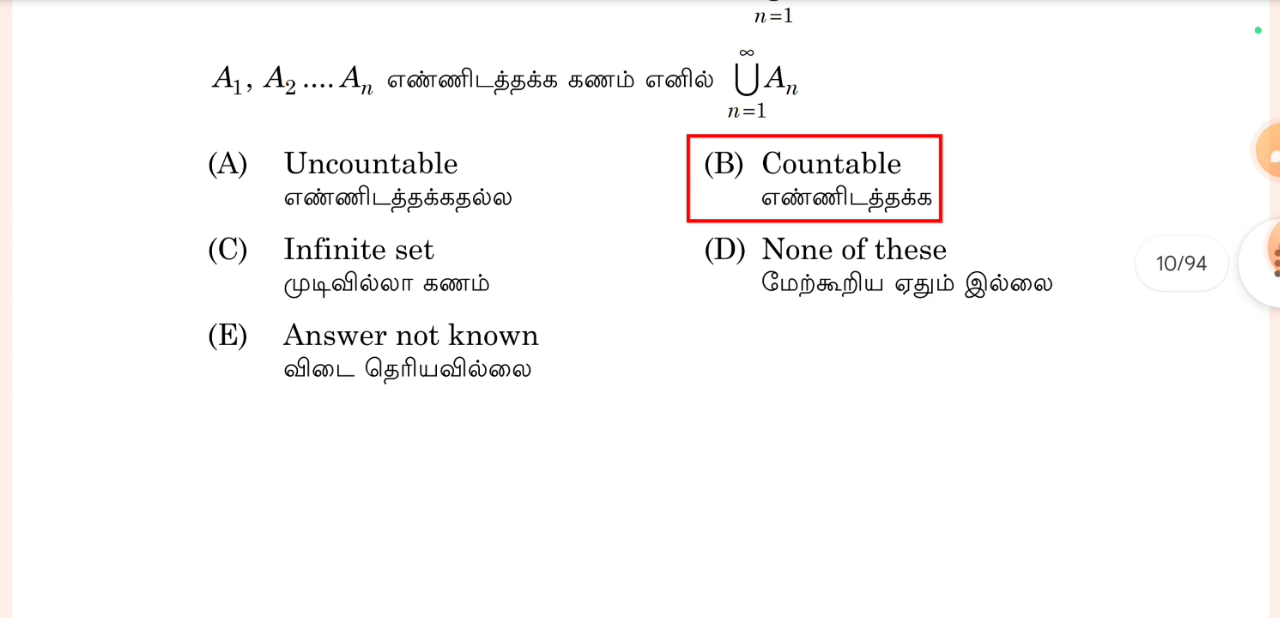 n=1
A₁, A₂ .... Aₙ எண்ணிடத்தக்க கணம் எனில் ∞ ⋃ Aₙ n=1
(A) Uncountable (B) Countable
எண்ணிடத்தக்கதல்ல எண்ணிடத்தக்க
(C) Infinite set (D) None of these
முடிவில்லா கணம் மேற்கூறிய ஏதும் இல்லை
10/94
(E) Answer not known
விடை தெரியவில்லை